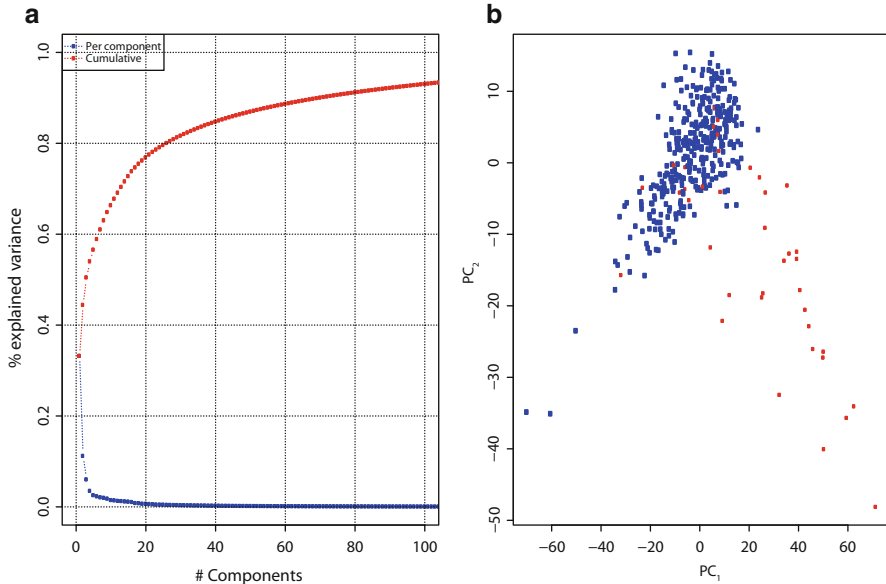 a
Per component
Cumulative
% explained variance
1.0
0.8
0.6
0.4
0.2
0.0
0 20 40 60 80 100
# Components
b
PC2
10
0
−10
−20
−30
−40
−50
−60 −40 −20 0 20 40 60
PC1